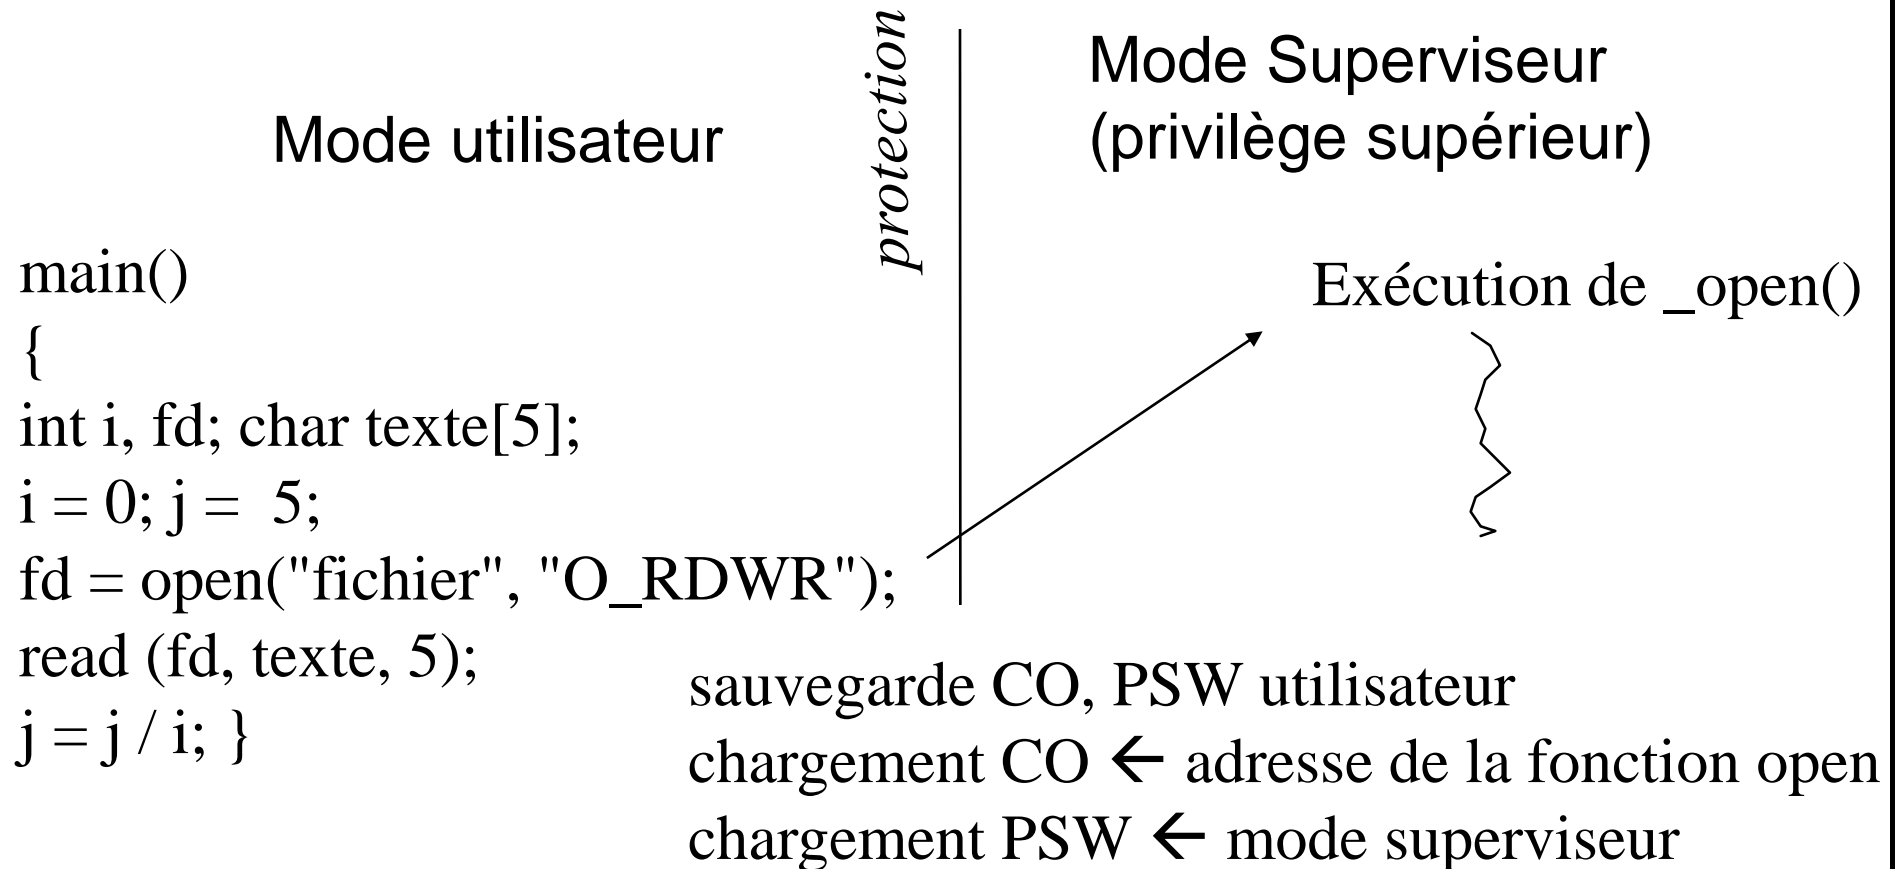 Mode utilisateur
protection
Mode Superviseur
(privilège supérieur)
main()
{
int i, fd; char texte[5];
i = 0; j =  5;
fd = open("fichier", "O_RDWR");
read (fd, texte, 5);
j = j / i; }
Exécution de _open()
sauvegarde CO, PSW utilisateur
chargement CO ← adresse de la fonction open
chargement PSW ← mode superviseur